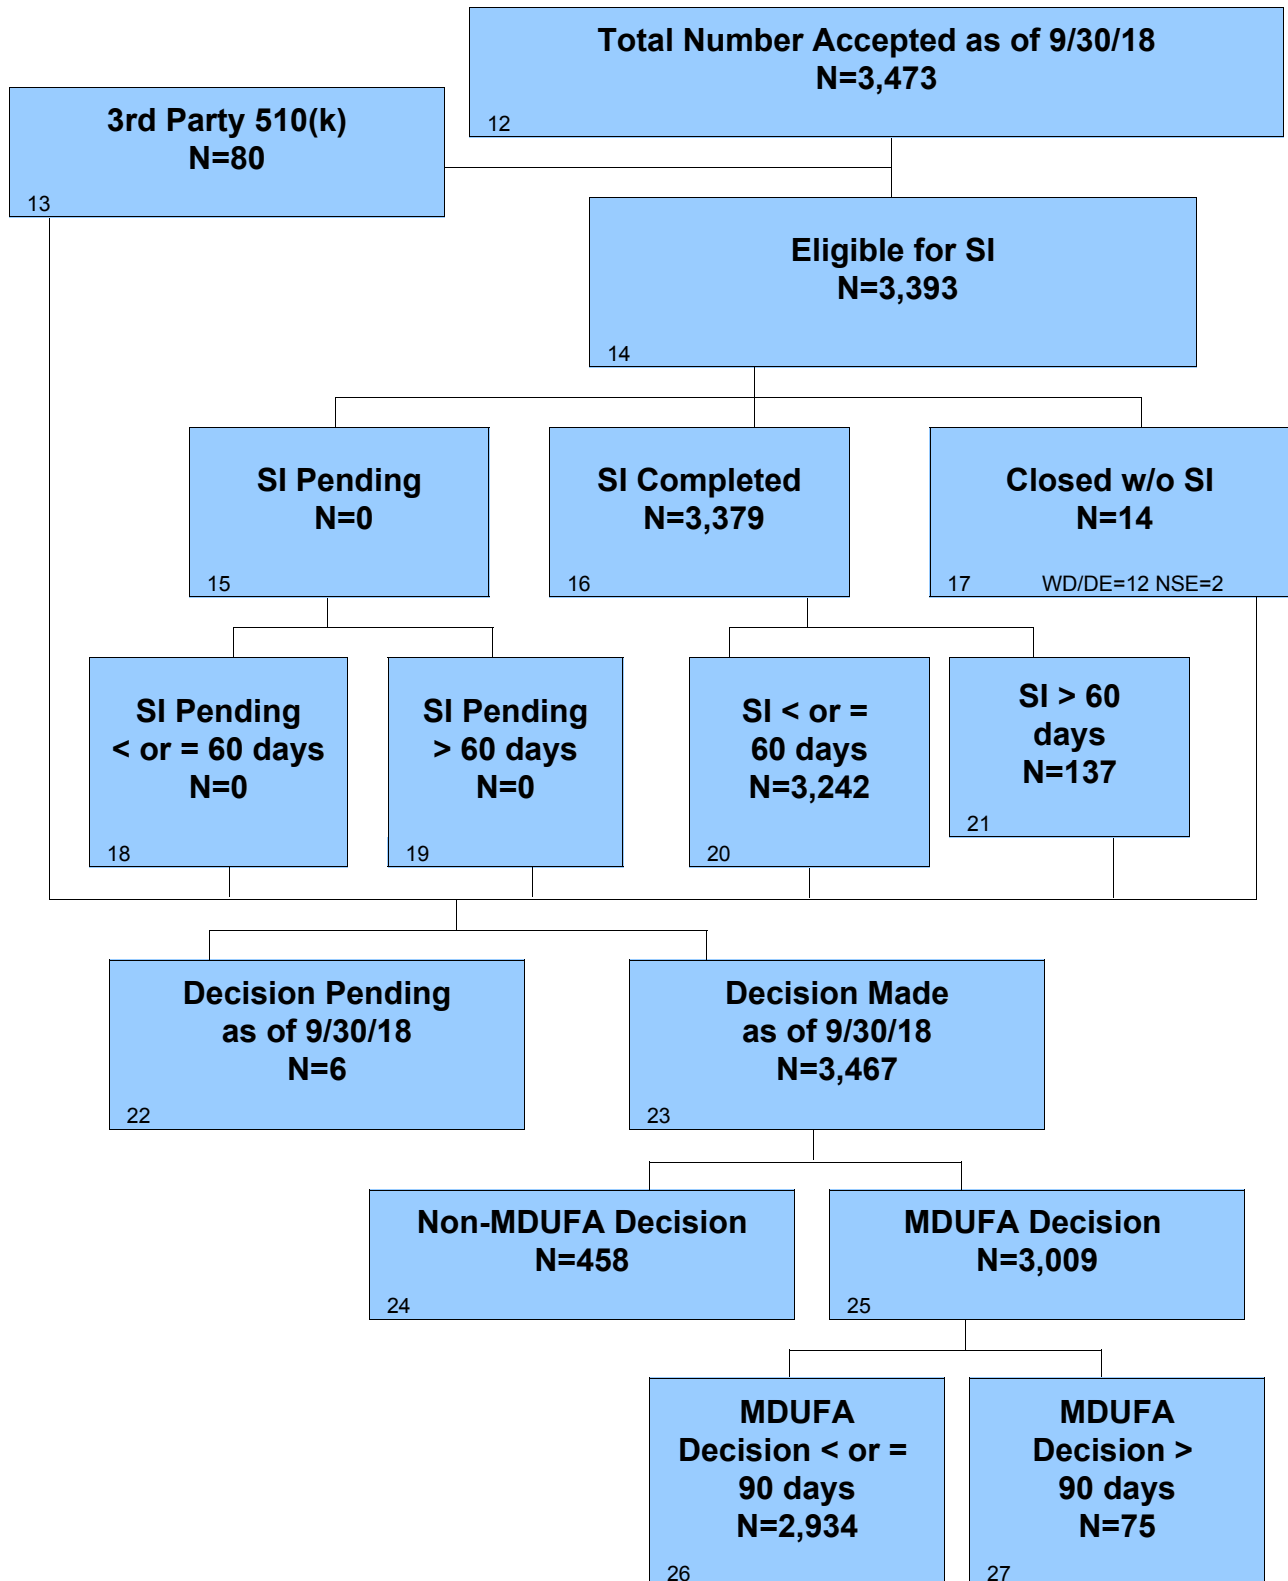 Total Number Accepted as of 9/30/18
N=3,473
12
3rd Party 510(k)
N=80
13
Eligible for SI
N=3,393
14
SI Pending
N=0
15
SI Completed
N=3,379
16
Closed w/o SI
N=14
17 WD/DE=12 NSE=2
SI Pending
< or = 60 days
N=0
18
SI Pending
> 60 days
N=0
19
SI < or =
60 days
N=3,242
20
SI > 60
days
N=137
21
Decision Pending
as of 9/30/18
N=6
22
Decision Made
as of 9/30/18
N=3,467
23
Non-MDUFA Decision
N=458
24
MDUFA Decision
N=3,009
25
MDUFA
Decision < or =
90 days
N=2,934
26
MDUFA
Decision >
90 days
N=75
27